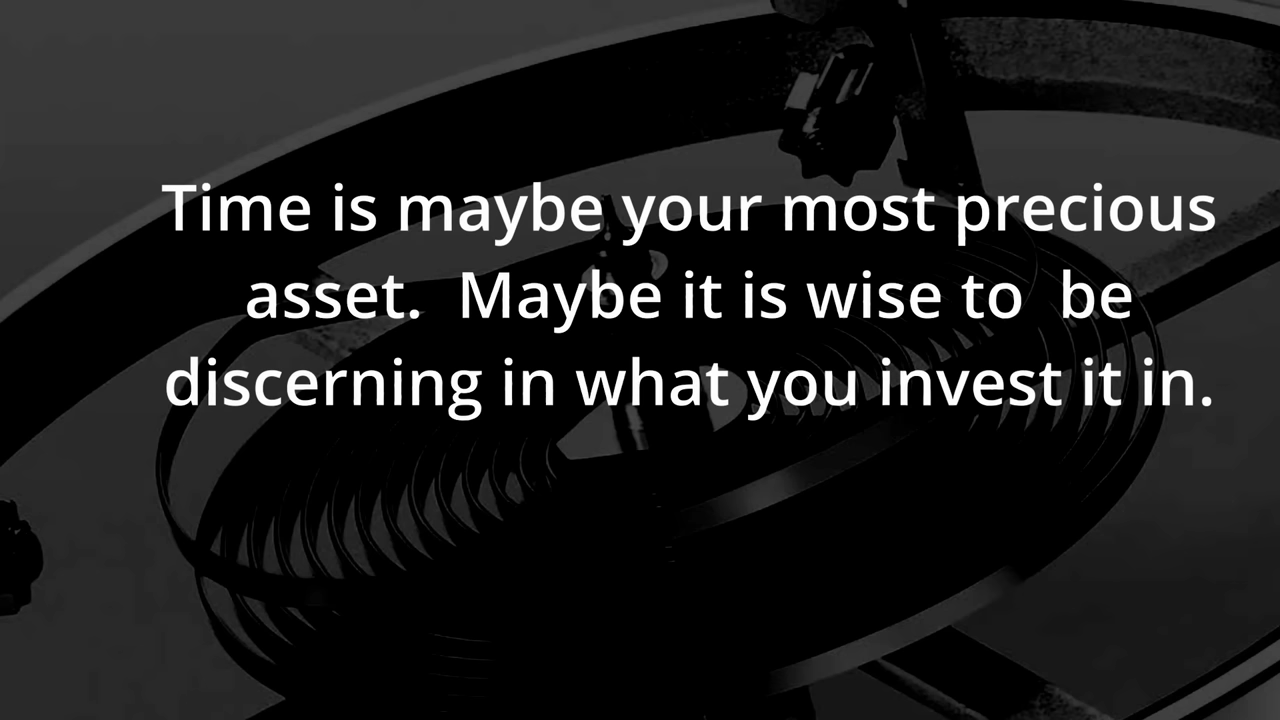 Time is maybe your most precious
asset.  Maybe it is wise to  be
discerning in what you invest it in.